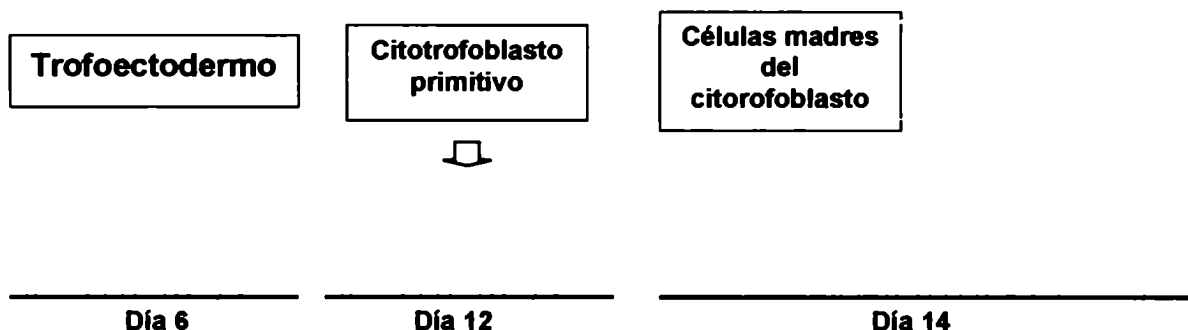 Trofoectodermo
Citotrofoblasto
primitivo
Células madres
del
citorofoblasto
Día 6
Día 12
Día 14